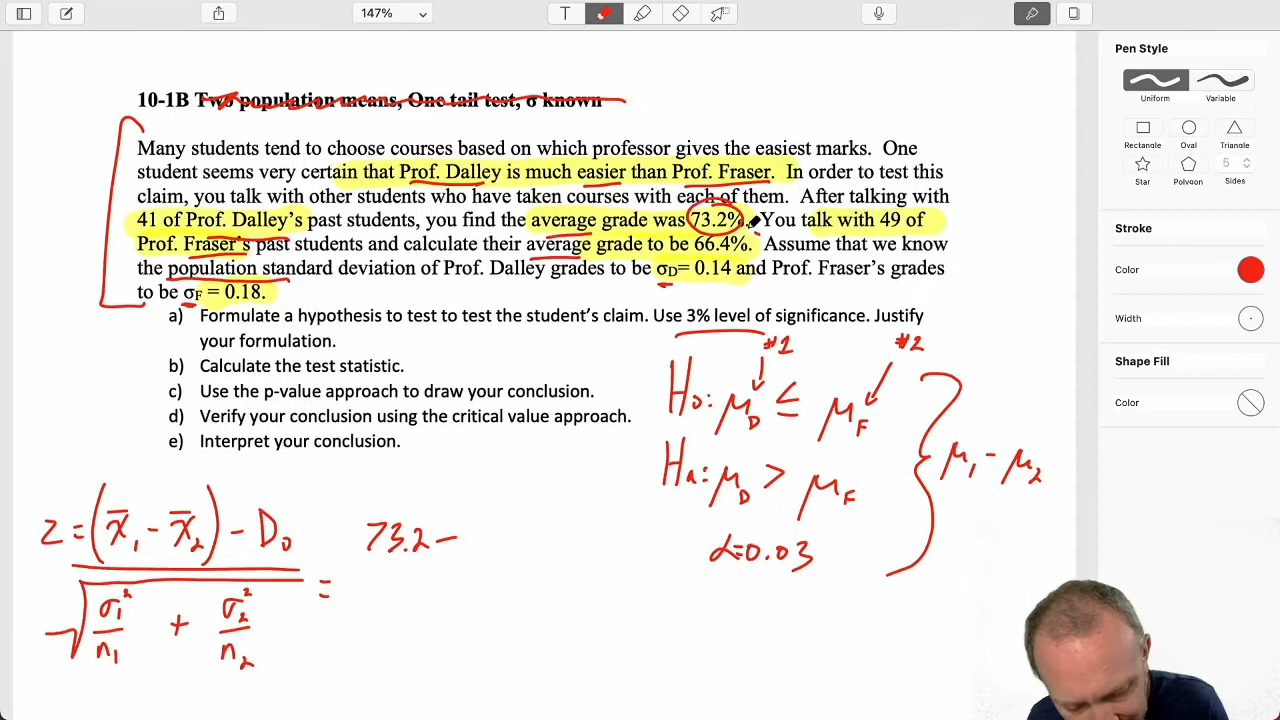 147%
T
Pen Style
Uniform Variable
Rectangle Oval Triangle
5
Star Polygon Sides
Stroke
Color
Width
Shape Fill
Color
10-1B Two population means, One tail test, σ known
Many students tend to choose courses based on which professor gives the easiest marks. One
student seems very certain that Prof. Dalley is much easier than Prof. Fraser. In order to test this
claim, you talk with other students who have taken courses with each of them. After talking with
41 of Prof. Dalley's past students, you find the average grade was 73.2%. You talk with 49 of
Prof. Fraser's past students and calculate their average grade to be 66.4%. Assume that we know
the population standard deviation of Prof. Dalley grades to be σD= 0.14 and Prof. Fraser's grades
to be σF = 0.18.
a) Formulate a hypothesis to test to test the student's claim. Use 3% level of significance. Justify
your formulation.
b) Calculate the test statistic.
c) Use the p-value approach to draw your conclusion.
d) Verify your conclusion using the critical value approach.
e) Interpret your conclusion.
#1 #2
H0: μD ≤ μF
Ha: μD > μF
μ1 - μ2
α=0.03
z = (x̄1 - x̄2) - D0
73.2 -
=
√ σ1²/n1 + σ2²/n2